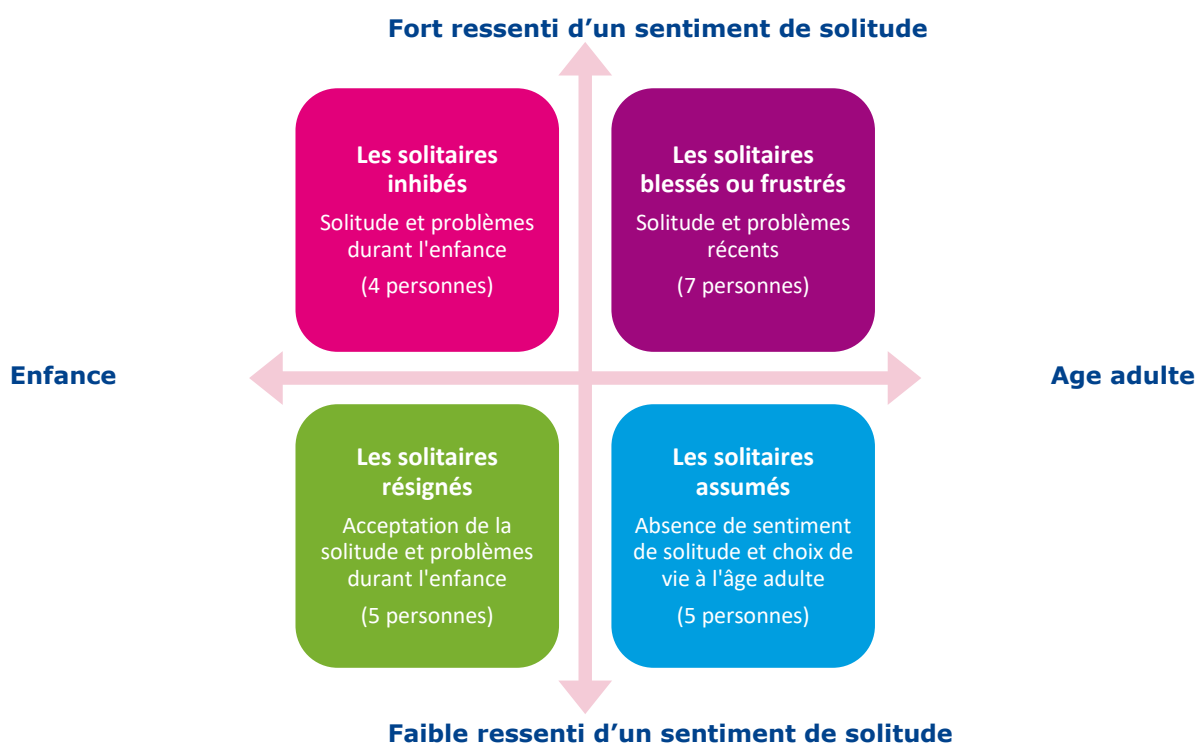 Fort ressenti d’un sentiment de solitude
Les solitaires
inhibés
Solitude et problèmes
durant l'enfance
(4 personnes)
Les solitaires
blessés ou frustrés
Solitude et problèmes
récents
(7 personnes)
Enfance
Age adulte
Les solitaires
résignés
Acceptation de la
solitude et problèmes
durant l'enfance
(5 personnes)
Les solitaires
assumés
Absence de sentiment
de solitude et choix de
vie à l'âge adulte
(5 personnes)
Faible ressenti d’un sentiment de solitude